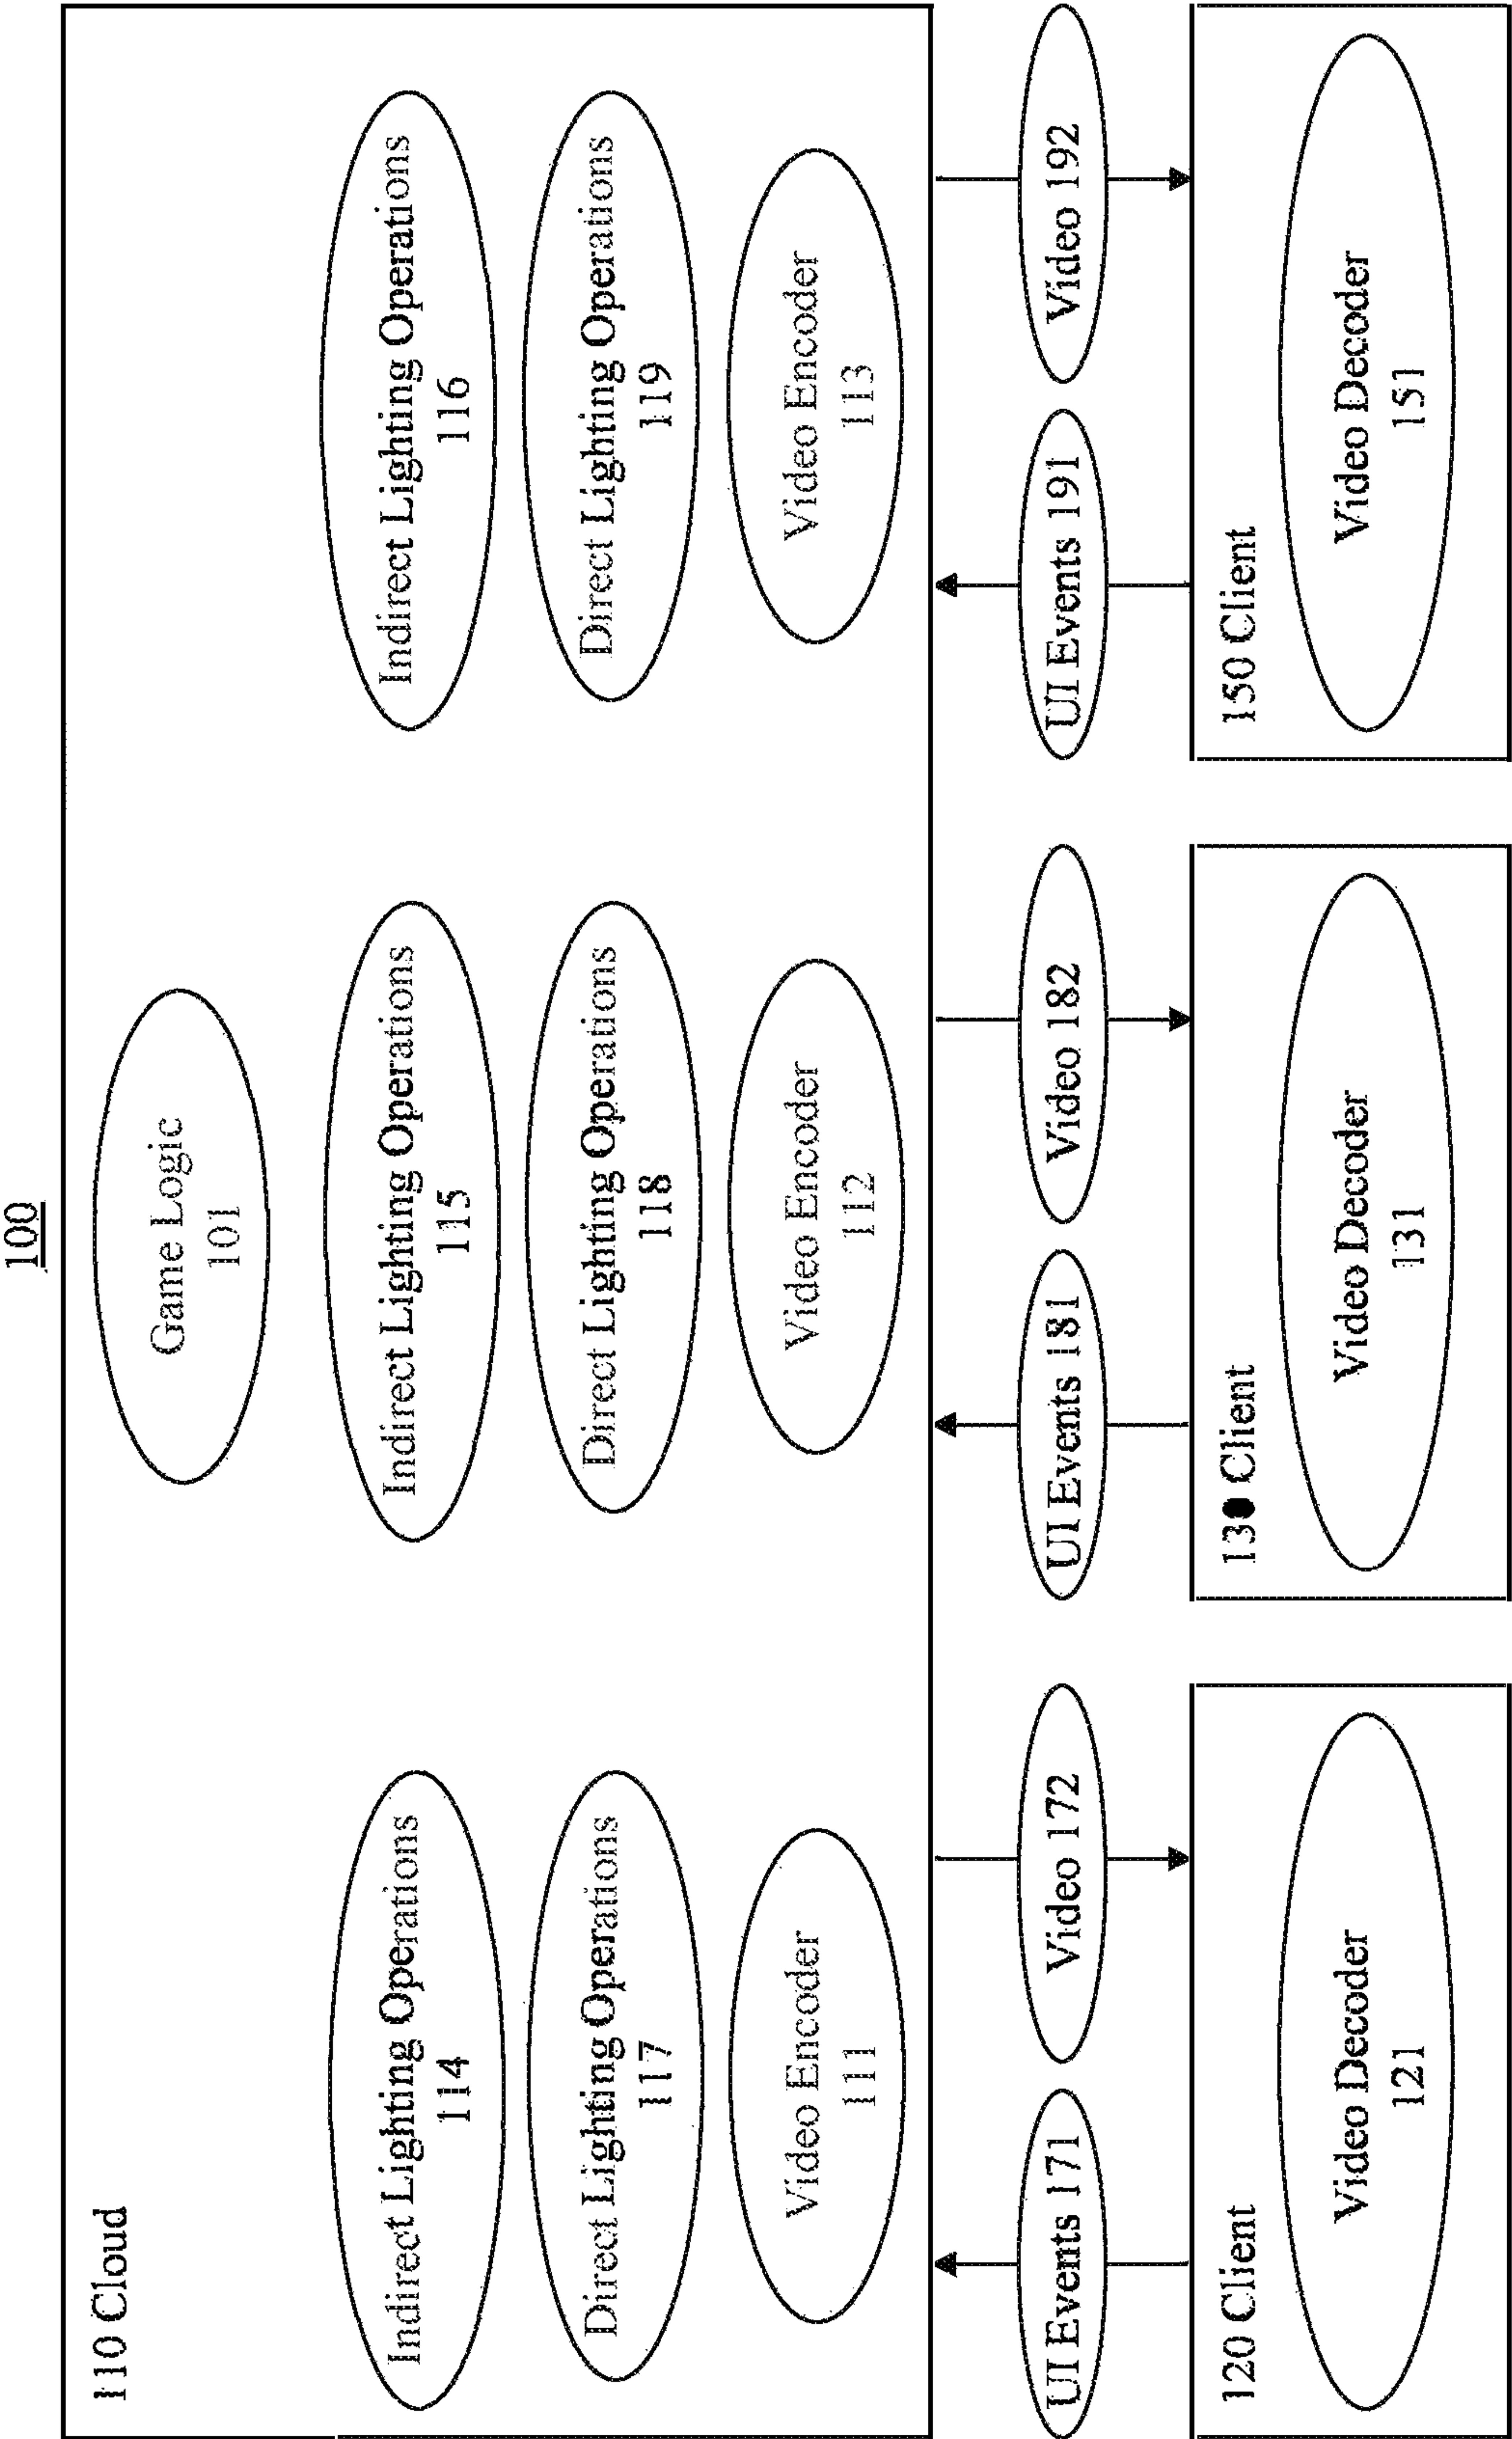 100
110 Cloud
Game Logic
101
Indirect Lighting Operations
114
Indirect Lighting Operations
115
Indirect Lighting Operations
116
Direct Lighting Operations
117
Direct Lighting Operations
118
Direct Lighting Operations
119
Video Encoder
111
Video Encoder
112
Video Encoder
113
UI Events 171
Video 172
UI Events 181
Video 182
UI Events 191
Video 192
120 Client
Video Decoder
121
130 Client
Video Decoder
131
150 Client
Video Decoder
151